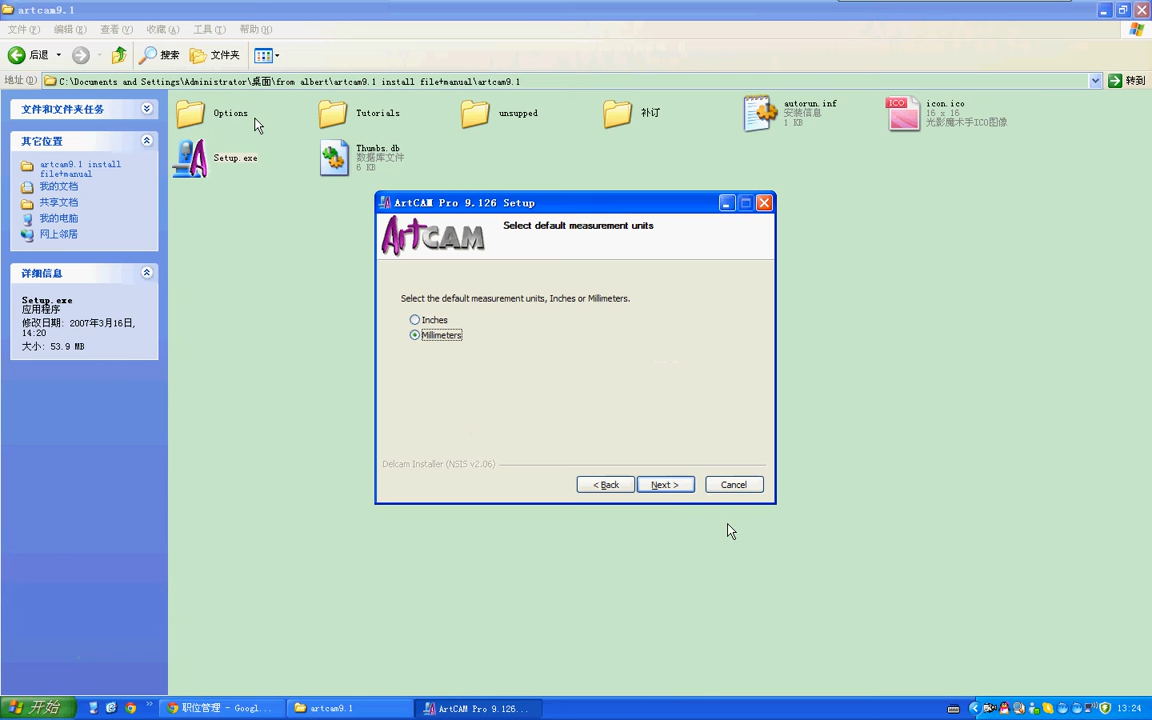 artcam9.1
文件(F) 编辑(E) 查看(V) 收藏(A) 工具(T) 帮助(H)
后退 搜索 文件夹
地址(D) C:\Documents and Settings\Administrator\桌面\from albert\artcam9.1 install file+manual\artcam9.1 转到
文件和文件夹任务
其它位置
artcam9.1 install
file+manual
我的文档
共享文档
我的电脑
网上邻居
详细信息
Setup.exe
应用程序
修改日期: 2007年3月16日,
14:20
大小: 53.9 MB
Options
Tutorials
unsupped
补订
autorun.inf
安装信息
1 KB
ICO
icon.ico
16 x 16
光影魔术手ICO图像
Setup.exe
Thumbs.db
数据库文件
6 KB
ArtCAM Pro 9.126 Setup
ArtCAM
Select default measurement units
Select the default measurement units, Inches or Millimeters.
Inches
Millimeters
Delcam Installer (NSIS v2.06)
< Back Next > Cancel
开始 职位管理 - Googl... artcam9.1 ArtCAM Pro 9.126... 13:24